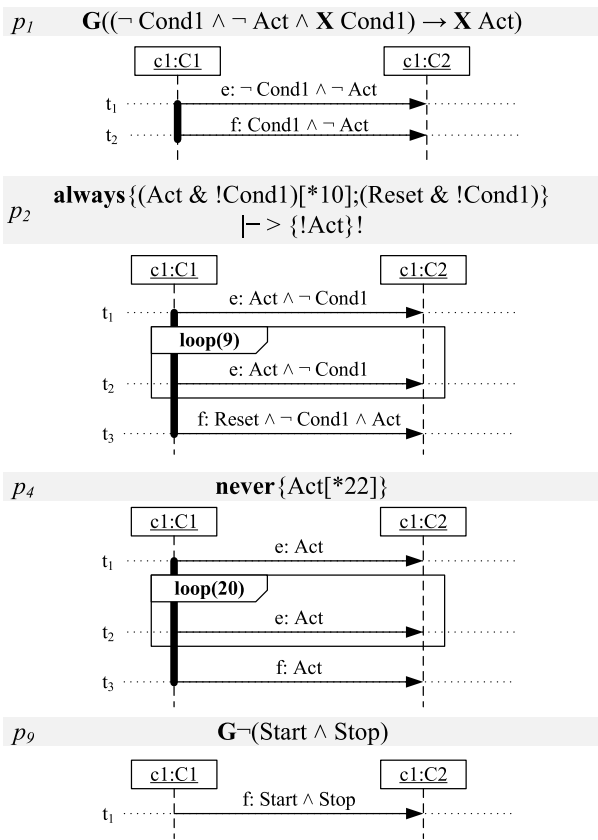 p1 G((¬ Cond1 ∧ ¬ Act ∧ X Cond1) → X Act)
c1:C1 c1:C2
e: ¬ Cond1 ∧ ¬ Act
t1
f: Cond1 ∧ ¬ Act
t2
always{(Act & !Cond1)[*10];(Reset & !Cond1)}
p2
|− > {!Act}!
c1:C1 c1:C2
e: Act ∧ ¬ Cond1
t1
loop(9)
e: Act ∧ ¬ Cond1
t2
f: Reset ∧ ¬ Cond1 ∧ Act
t3
p4 never{Act[*22]}
c1:C1 c1:C2
e: Act
t1
loop(20)
e: Act
t2
f: Act
t3
p9 G¬(Start ∧ Stop)
c1:C1 c1:C2
f: Start ∧ Stop
t1